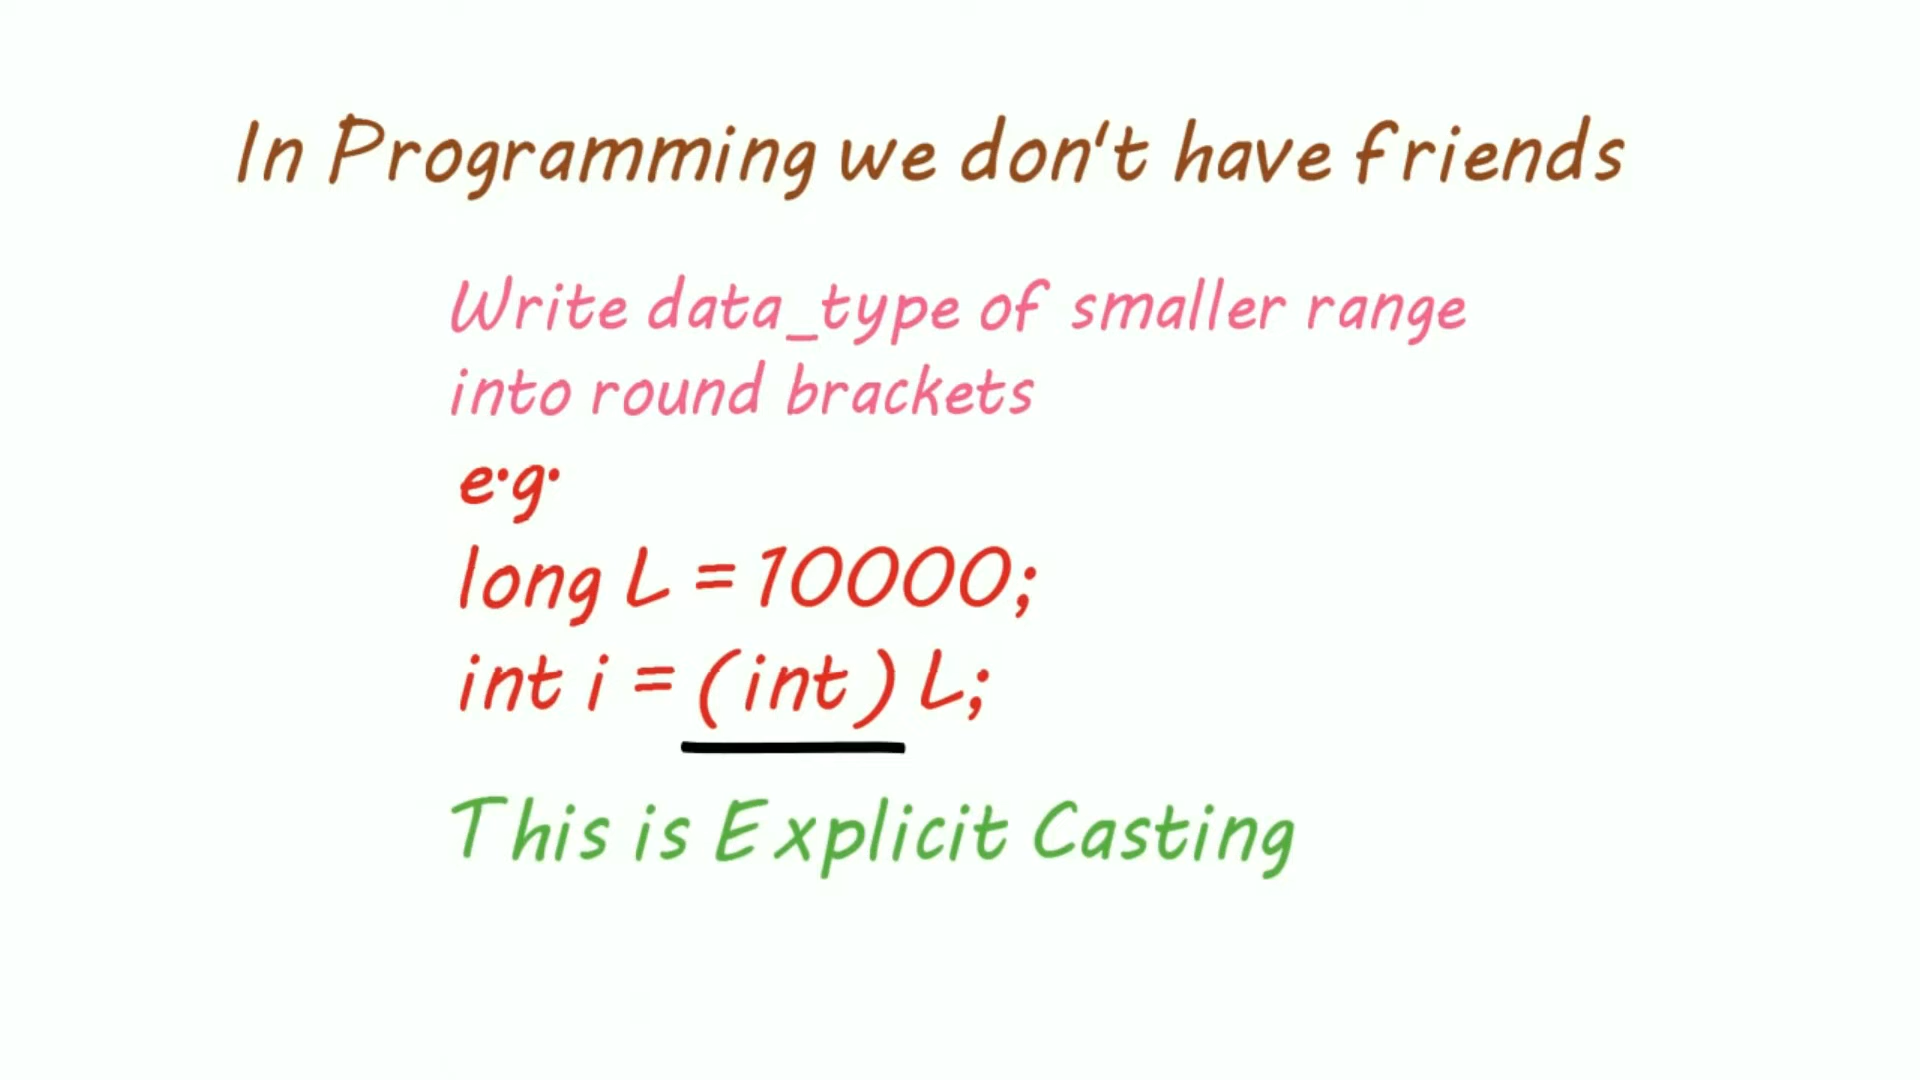 In Programming we don't have friends
Write data_type of smaller range
into round brackets
e.g.
long L = 10000;
int i = (int) L;
This is Explicit Casting